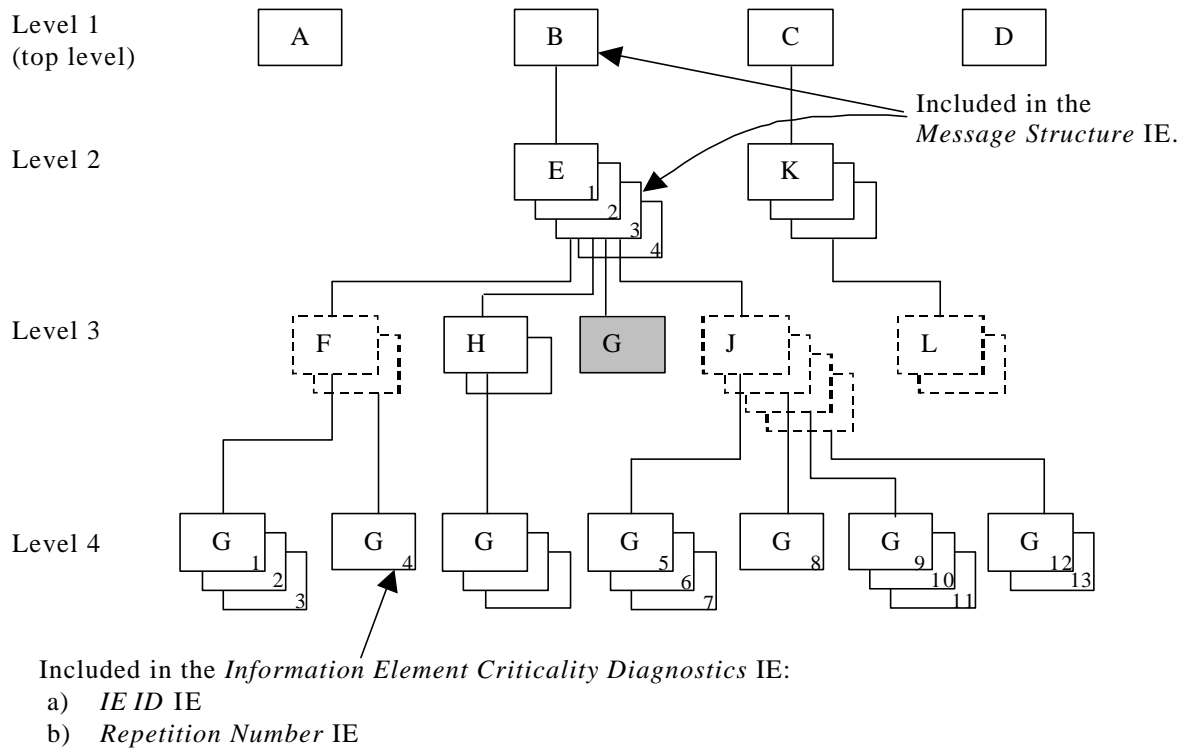 Level 1
(top level)
A
B
C
D
Included in the
Message Structure IE.
Level 2
E
1
2
3
4
K
Level 3
F
H
G
J
L
Level 4
G
1
2
3
G
4
G
G
5
6
7
G
8
G
9
10
11
G
12
13
Included in the Information Element Criticality Diagnostics IE:
a) IE ID IE
b) Repetition Number IE